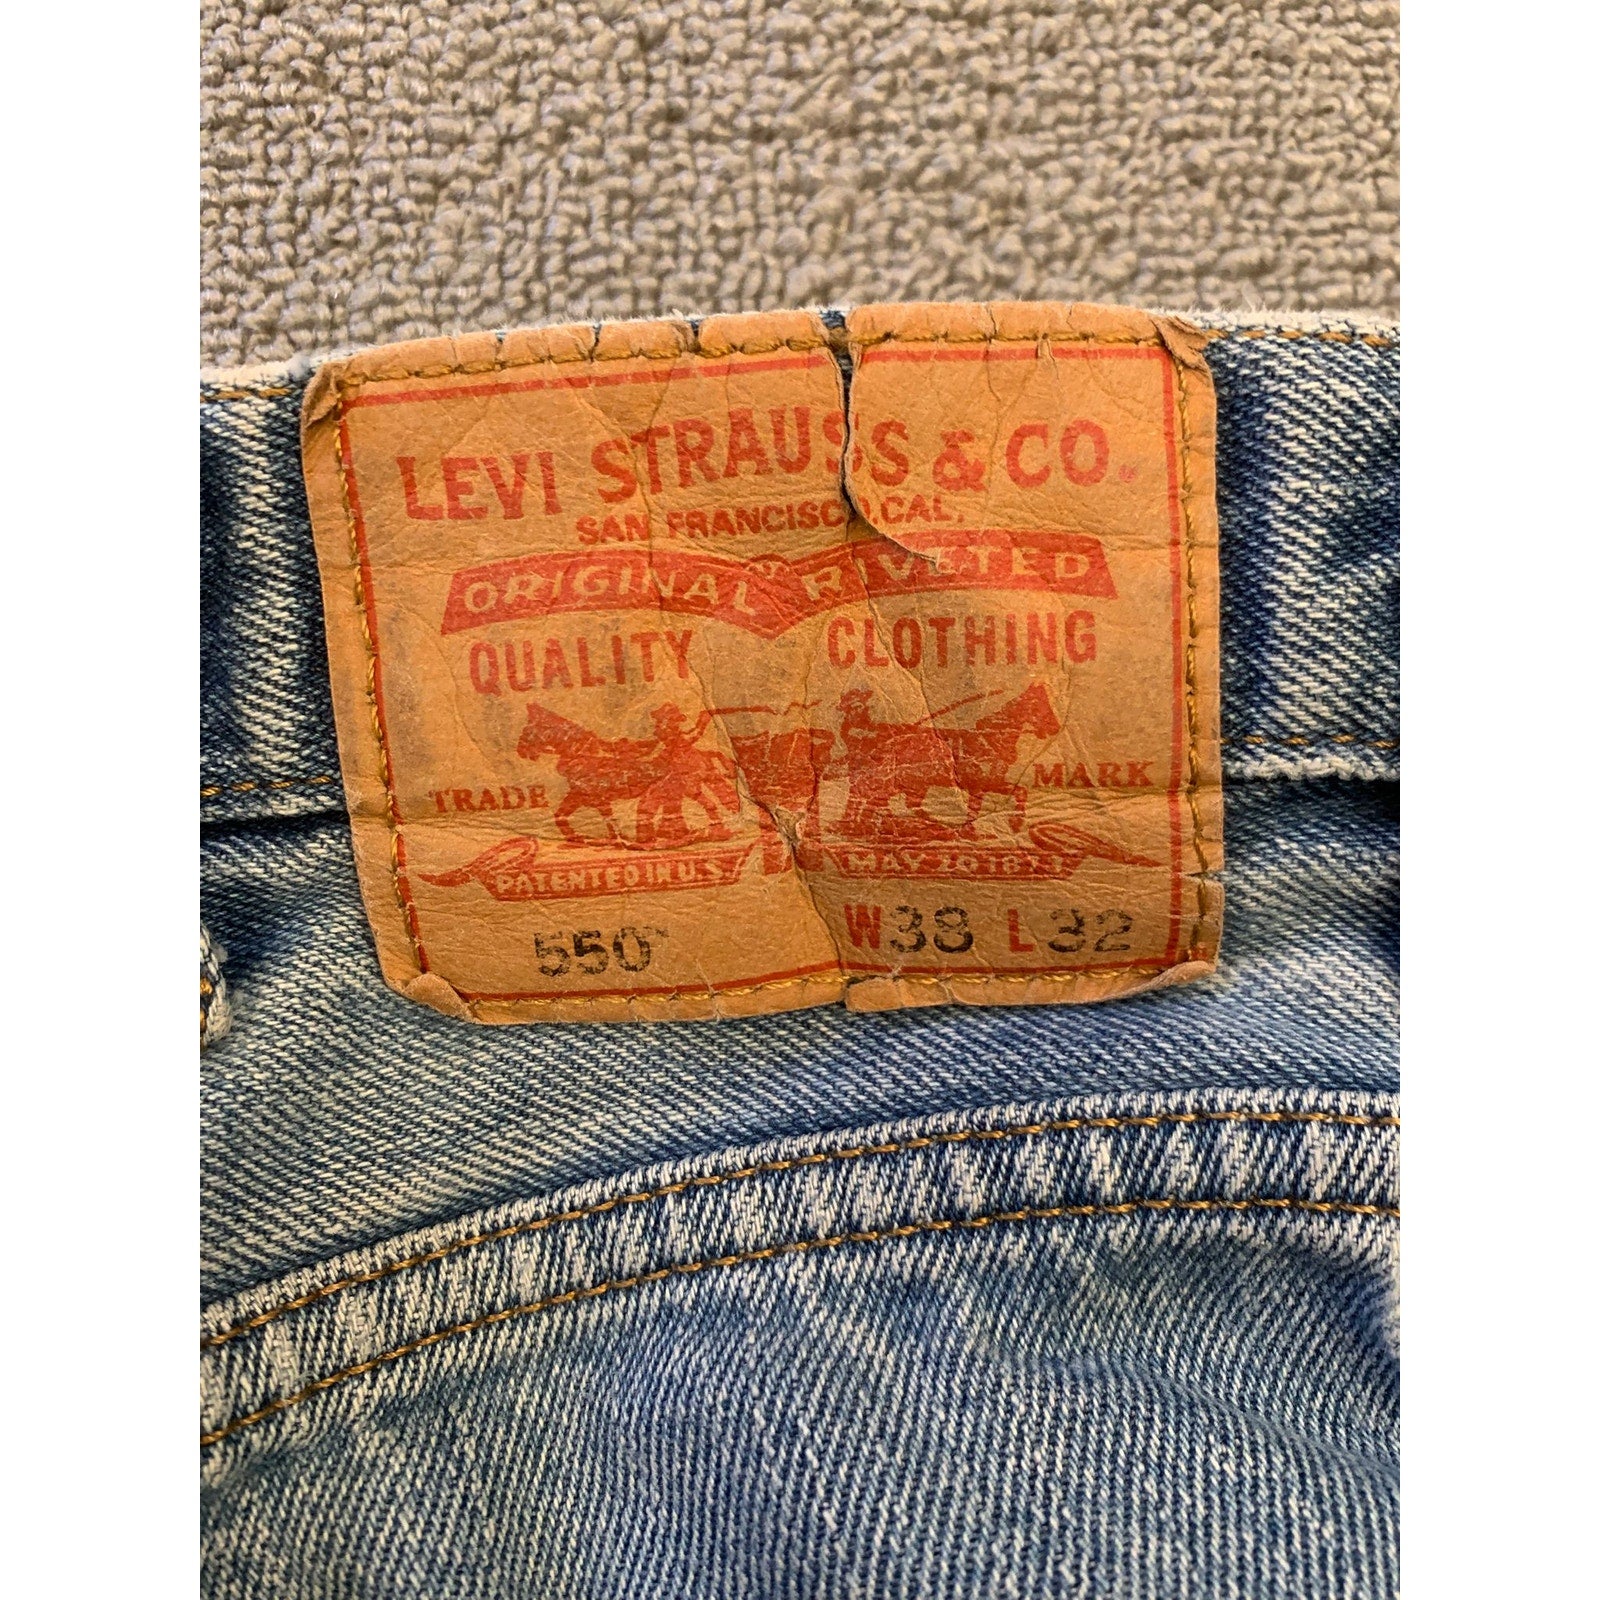 LEVI STRAUSS & CO.
SAN FRANCISCO, CAL,
ORIGINAL RIVETED
QUALITY CLOTHING
TRADE MARK
PATENTED IN U.S. MAY 20 1873
550™ W38 L32